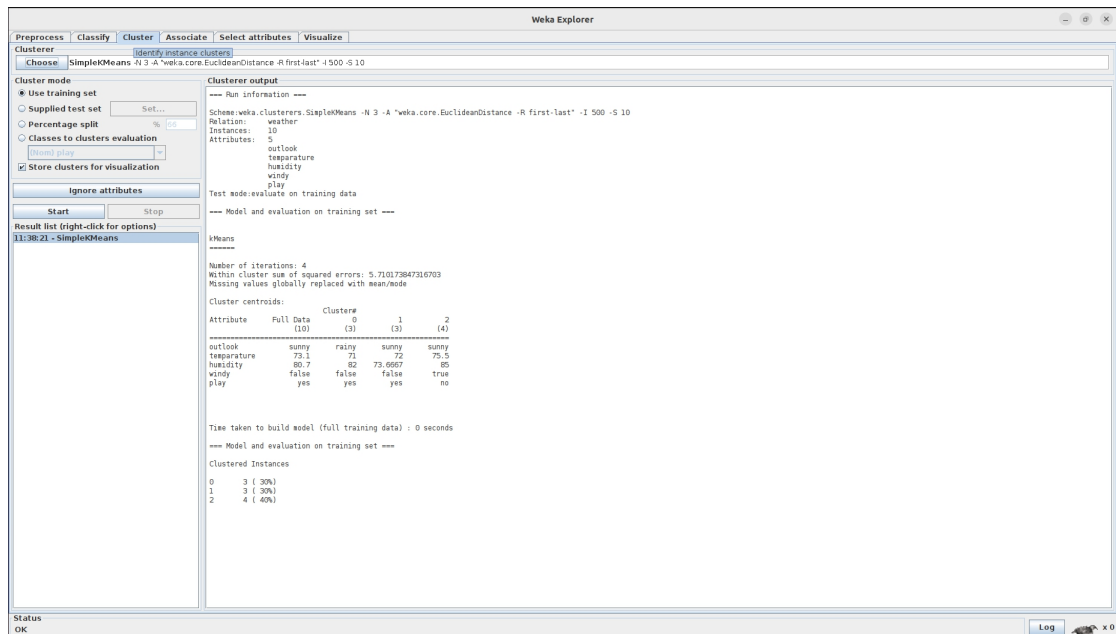 Weka Explorer
Preprocess Classify Cluster Associate Select attributes Visualize
Clusterer
Identify instance clusters
Choose SimpleKMeans -N 3 -A "weka.core.EuclideanDistance -R first-last" -I 500 -S 10
Cluster mode
Use training set
Supplied test set Set...
Percentage split % 66
Classes to clusters evaluation
(Nom) play
Store clusters for visualization
Ignore attributes
Start Stop
Result list (right-click for options)
11:38:21 - SimpleKMeans
Clusterer output
=== Run information ===
Scheme:weka.clusterers.SimpleKMeans -N 3 -A "weka.core.EuclideanDistance -R first-last" -I 500 -S 10
Relation: weather
Instances: 10
Attributes: 5
outlook
temparature
humidity
windy
play
Test mode:evaluate on training data
=== Model and evaluation on training set ===
kMeans
======
Number of iterations: 4
Within cluster sum of squared errors: 5.710173847316703
Missing values globally replaced with mean/mode
Cluster centroids:
Cluster#
Attribute Full Data 0 1 2
(10) (3) (3) (4)
=========================================================
outlook sunny rainy sunny sunny
temparature 73.1 71 72 75.5
humidity 80.7 82 73.6667 85
windy false false false true
play yes yes yes no
Time taken to build model (full training data) : 0 seconds
=== Model and evaluation on training set ===
Clustered Instances
0 3 ( 30%)
1 3 ( 30%)
2 4 ( 40%)
Status
OK
Log x 0